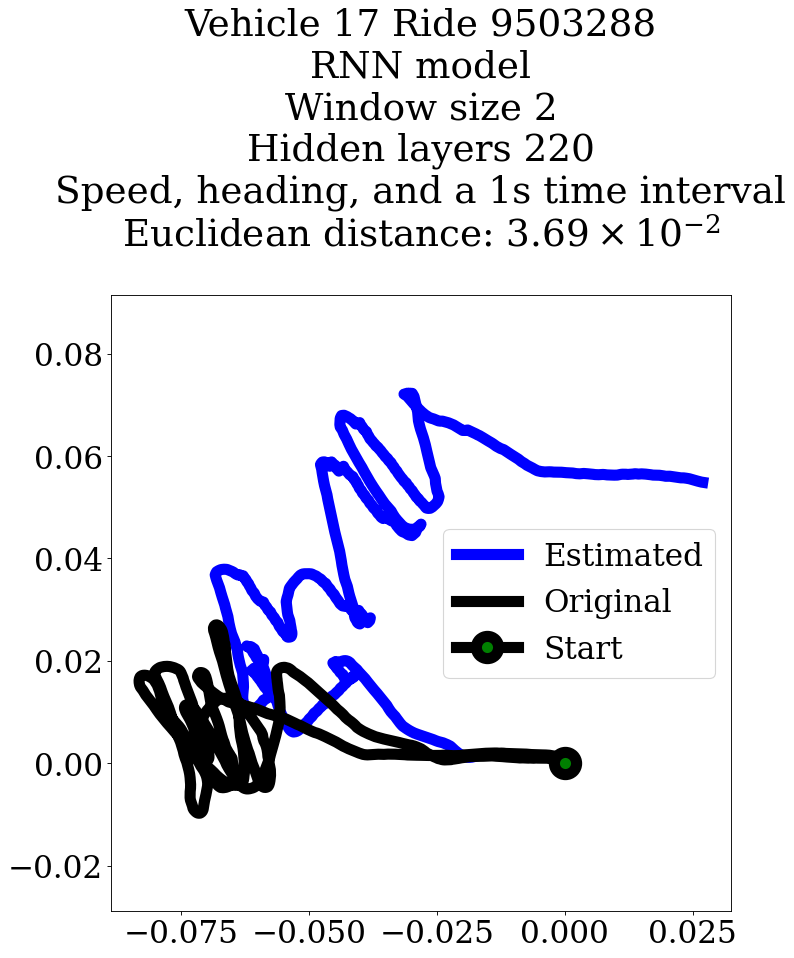 Vehicle 17 Ride 9503288
RNN model
Window size 2
Hidden layers 220
Speed, heading, and a 1s time interval
Euclidean distance: 3.69 × 10⁻²
0.08
0.06
0.04
0.02
0.00
−0.02
Estimated
Original
Start
−0.075 −0.050 −0.025 0.000 0.025